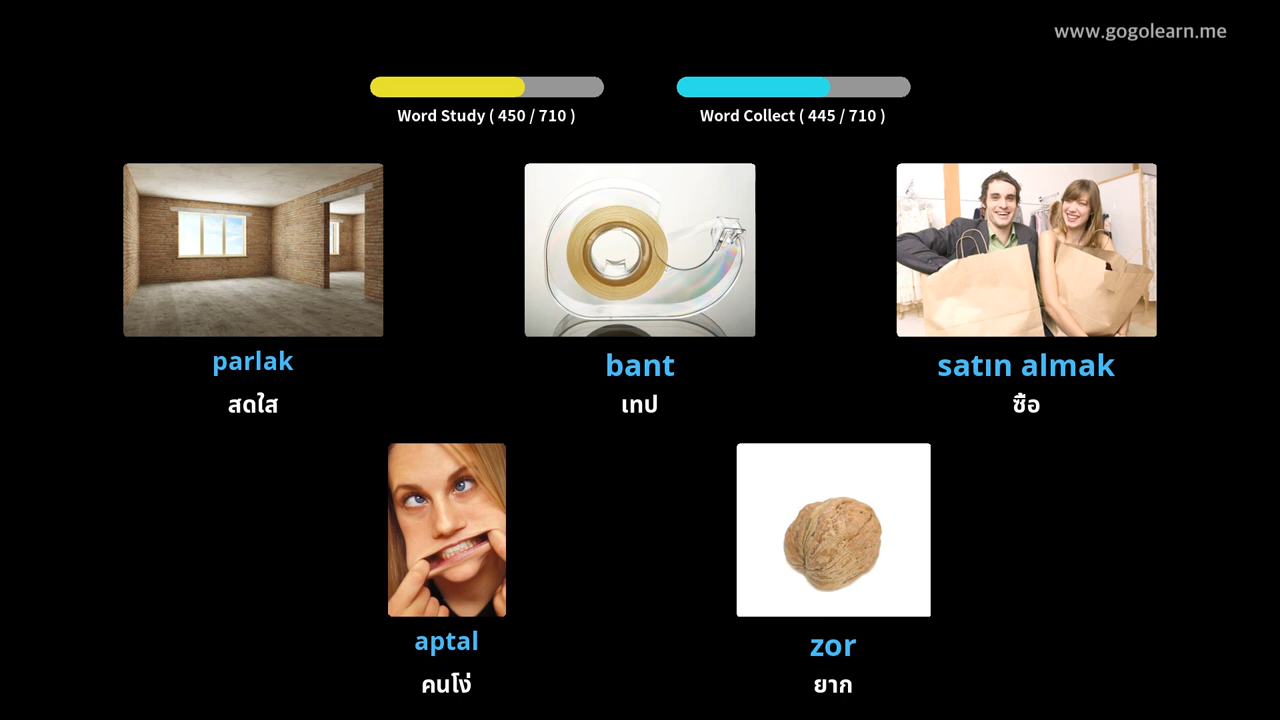 www.gogolearn.me
Word Study ( 450 / 710 )
Word Collect ( 445 / 710 )
parlak
สดใส
bant
เทป
satın almak
ซื้อ
aptal
คนโง่
zor
ยาก